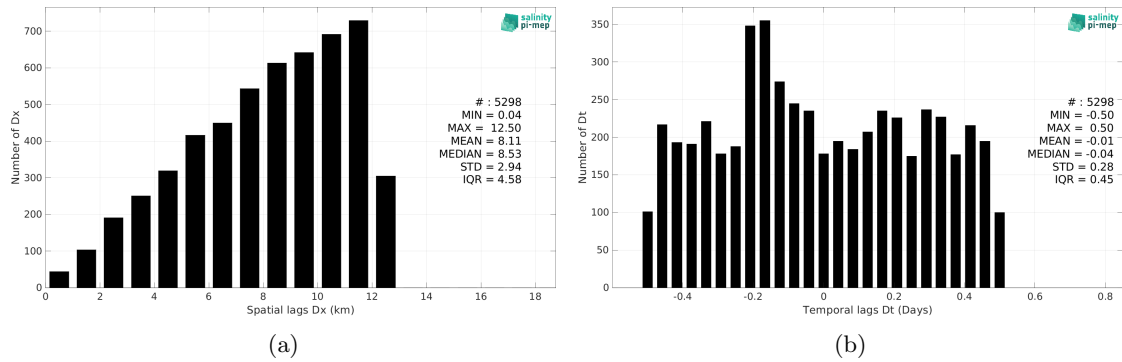 700
600
500
400
300
200
100
0
Number of Dx
0 2 4 6 8 10 12 14 16 18
Spatial lags Dx (km)
salinity
pi-mep
# : 5298
MIN = 0.04
MAX = 12.50
MEAN = 8.11
MEDIAN = 8.53
STD = 2.94
IQR = 4.58
(a)
350
300
250
200
150
100
50
0
Number of Dt
-0.4 -0.2 0 0.2 0.4 0.6 0.8
Temporal lags Dt (Days)
salinity
pi-mep
# : 5298
MIN = -0.50
MAX = 0.50
MEAN = -0.01
MEDIAN = -0.04
STD = 0.28
IQR = 0.45
(b)